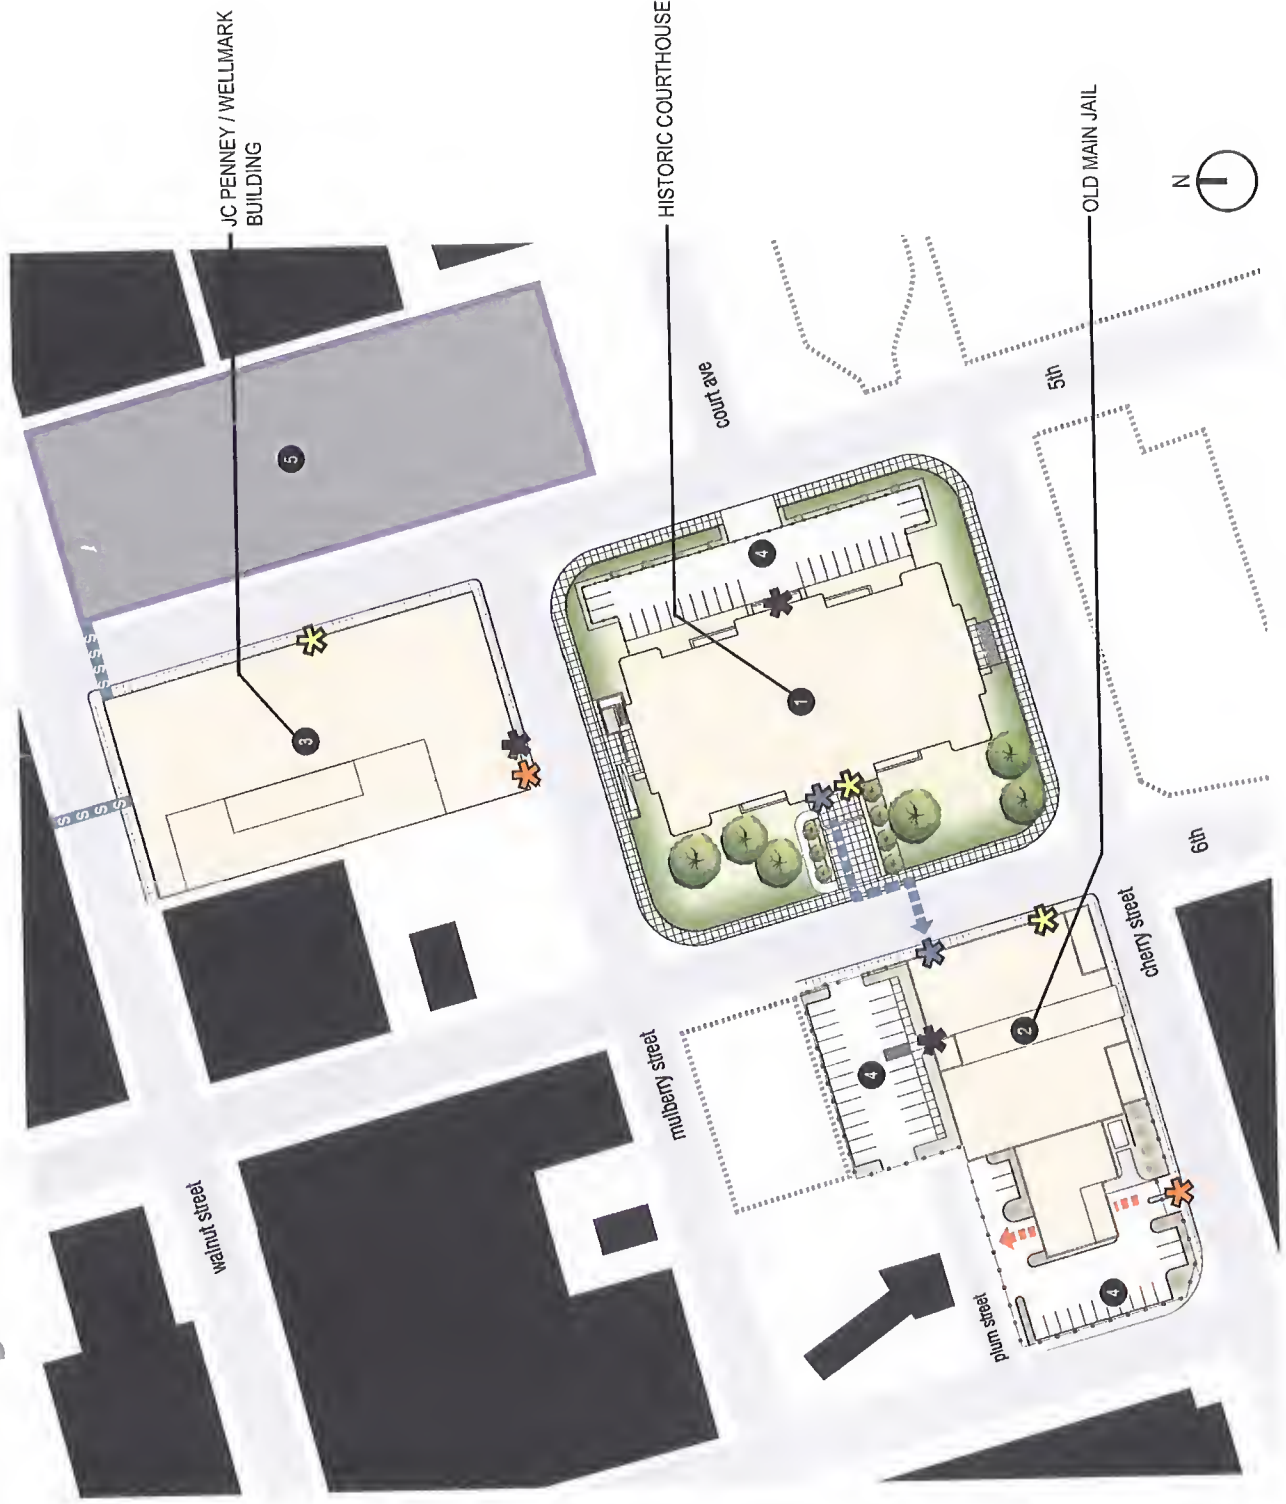 JC PENNEY / WELLMARK
BUILDING
HISTORIC COURTHOUSE
OLD MAIN JAIL
N
5
court ave
5th
4
3
1
6th
S S S S
S S S S
cherry street
2
4
mulberry street
walnut street
plum street
4